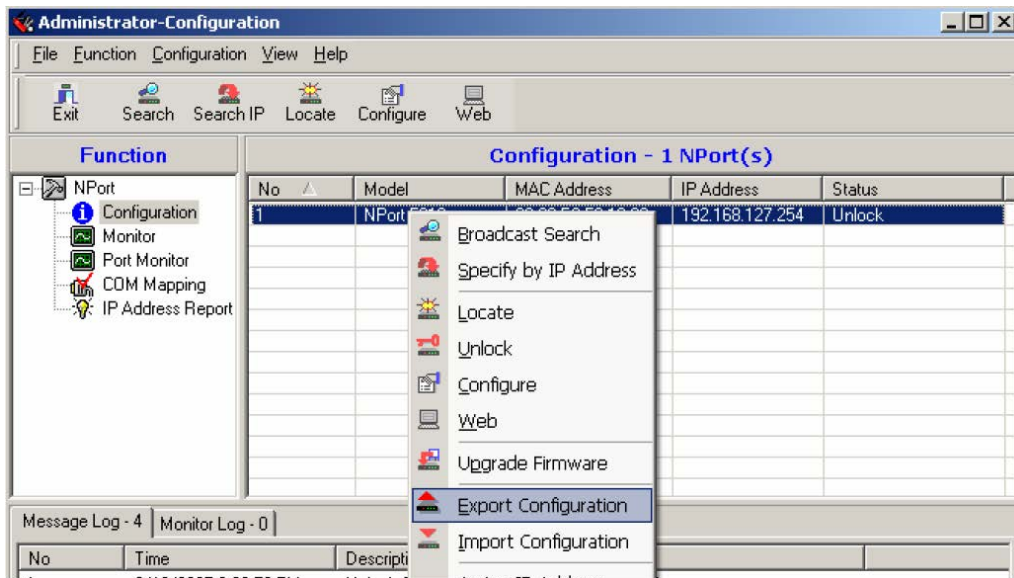 Administrator-Configuration
File Function Configuration View Help
Exit Search Search IP Locate Configure Web
Function
Configuration - 1 NPort(s)
NPort
Configuration
Monitor
Port Monitor
COM Mapping
IP Address Report
No Model MAC Address IP Address Status
1 NPort 192.168.127.254 Unlock
Broadcast Search
Specify by IP Address
Locate
Unlock
Configure
Web
Upgrade Firmware
Export Configuration
Import Configuration
Message Log - 4 Monitor Log - 0
No Time Descripti